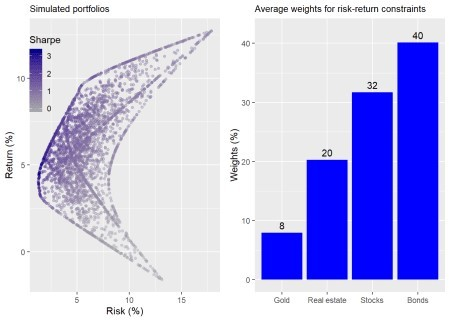 Simulated portfolios
Sharpe
3
2
1
0
10
5
0
Return (%)
5
10
15
Risk (%)
Average weights for risk-return constraints
40
30
20
10
0
Weights (%)
8
20
32
40
Gold
Real estate
Stocks
Bonds